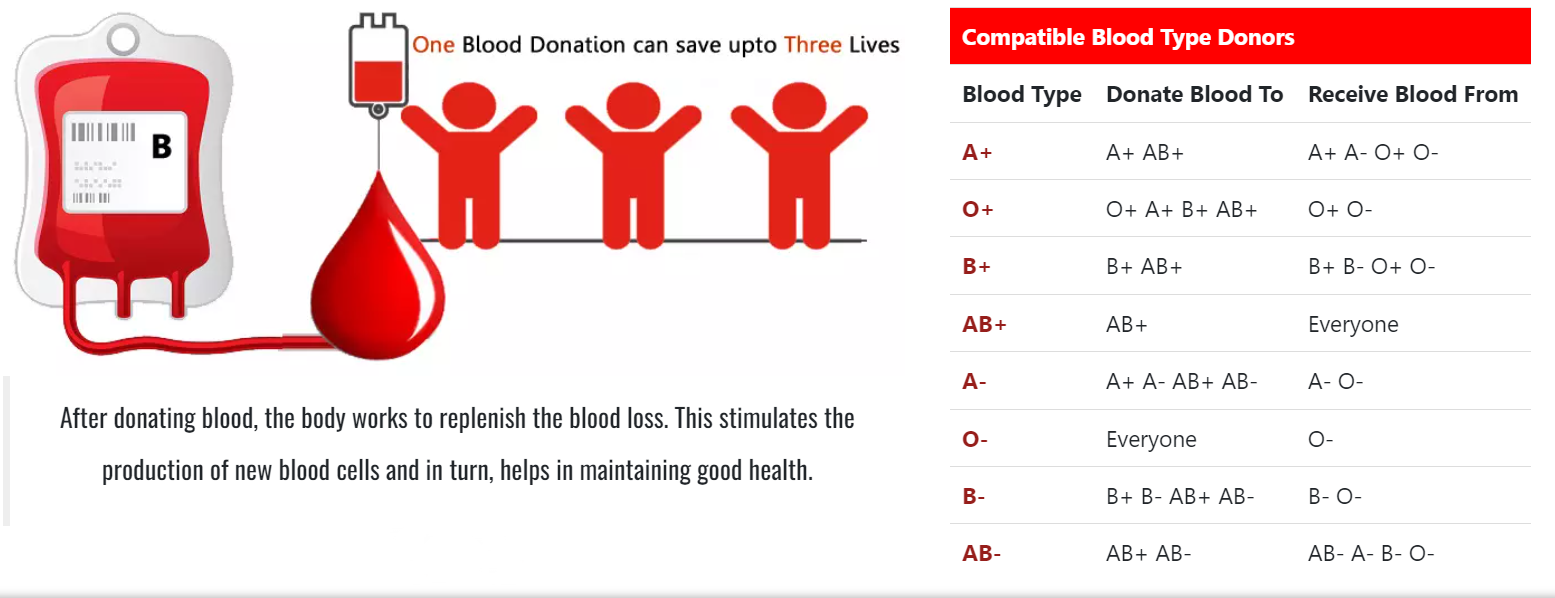 One Blood Donation can save upto Three Lives
B
After donating blood, the body works to replenish the blood loss. This stimulates the
production of new blood cells and in turn, helps in maintaining good health.
Compatible Blood Type Donors
Blood Type Donate Blood To Receive Blood From
A+ A+ AB+ A+ A- O+ O-
O+ O+ A+ B+ AB+ O+ O-
B+ B+ AB+ B+ B- O+ O-
AB+ AB+ Everyone
A- A+ A- AB+ AB- A- O-
O- Everyone O-
B- B+ B- AB+ AB- B- O-
AB- AB+ AB- AB- A- B- O-